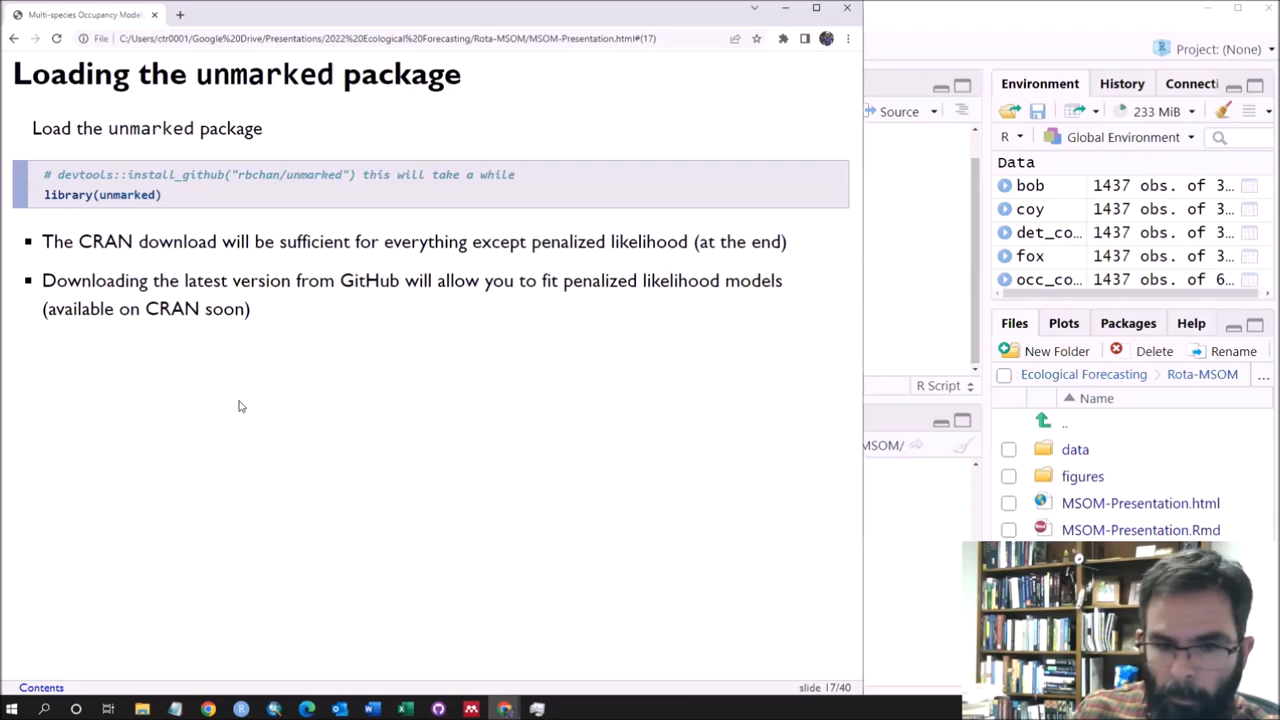 Multi-species Occupancy Model
File
C:/Users/ctr0001/Google%20Drive/Presentations/2022%20Ecological%20Forecasting/Rota-MSOM/MSOM-Presentation.html#(17)
Loading the unmarked package
Load the unmarked package
# devtools::install_github("rbchan/unmarked") this will take a while
library(unmarked)
The CRAN download will be sufficient for everything except penalized likelihood (at the end)
Downloading the latest version from GitHub will allow you to fit penalized likelihood models
(available on CRAN soon)
Contents
slide 17/40
Project: (None)
Source
R Script
MSOM/
Environment History Connecti
233 MiB
R Global Environment
Data
bob 1437 obs. of 3…
coy 1437 obs. of 3…
det_co… 1437 obs. of 3…
fox 1437 obs. of 3…
occ_co… 1437 obs. of 6…
Files Plots Packages Help
New Folder Delete Rename
Ecological Forecasting > Rota-MSOM ...
Name
..
data
figures
MSOM-Presentation.html
MSOM-Presentation.Rmd